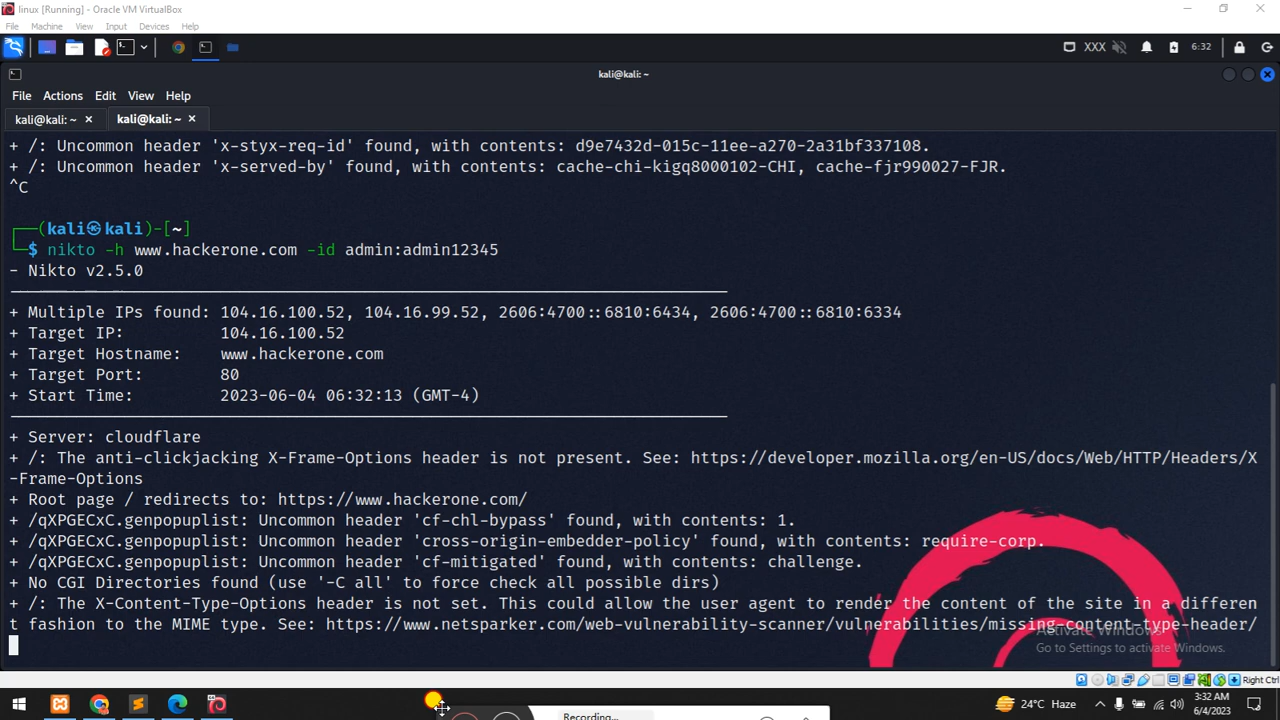 linux [Running] - Oracle VM VirtualBox
File Machine View Input Devices Help
XXX 6:32
kali@kali: ~
File Actions Edit View Help
kali@kali: ~ × kali@kali: ~ ×
+ /: Uncommon header 'x-styx-req-id' found, with contents: d9e7432d-015c-11ee-a270-2a31bf337108.
+ /: Uncommon header 'x-served-by' found, with contents: cache-chi-kigq8000102-CHI, cache-fjr990027-FJR.
^C
┌──(kali㉿kali)-[~]
└─$ nikto -h www.hackerone.com -id admin:admin12345
- Nikto v2.5.0
+ Multiple IPs found: 104.16.100.52, 104.16.99.52, 2606:4700::6810:6434, 2606:4700::6810:6334
+ Target IP: 104.16.100.52
+ Target Hostname: www.hackerone.com
+ Target Port: 80
+ Start Time: 2023-06-04 06:32:13 (GMT-4)
+ Server: cloudflare
+ /: The anti-clickjacking X-Frame-Options header is not present. See: https://developer.mozilla.org/en-US/docs/Web/HTTP/Headers/X
-Frame-Options
+ Root page / redirects to: https://www.hackerone.com/
+ /qXPGECxC.genpopuplist: Uncommon header 'cf-chl-bypass' found, with contents: 1.
+ /qXPGECxC.genpopuplist: Uncommon header 'cross-origin-embedder-policy' found, with contents: require-corp.
+ /qXPGECxC.genpopuplist: Uncommon header 'cf-mitigated' found, with contents: challenge.
+ No CGI Directories found (use '-C all' to force check all possible dirs)
+ /: The X-Content-Type-Options header is not set. This could allow the user agent to render the content of the site in a differen
t fashion to the MIME type. See: https://www.netsparker.com/web-vulnerability-scanner/vulnerabilities/missing-content-type-header/
Activate Windows
Go to Settings to activate Windows.
Right Ctrl
24°C Haze
3:32 AM
6/4/2023
Recording...